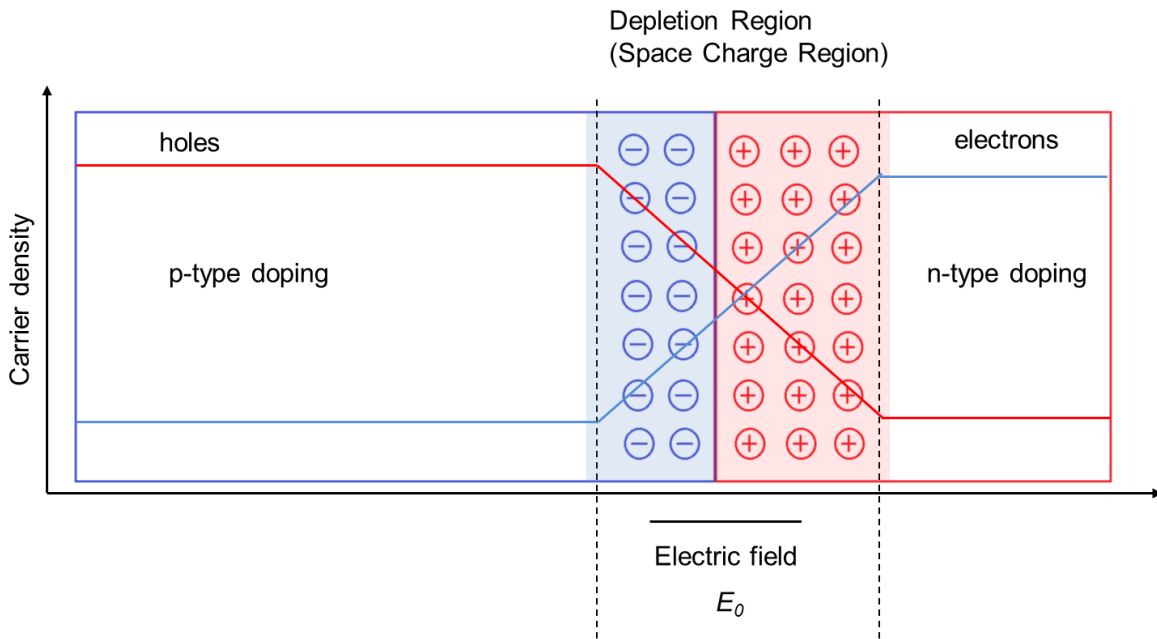 Depletion Region
(Space Charge Region)
holes
electrons
p-type doping
n-type doping
Carrier density
Electric field
E0